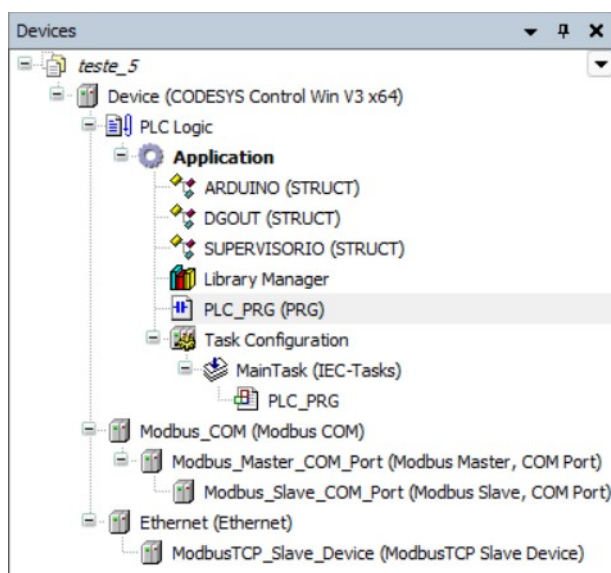 Devices
teste_5
Device (CODESYS Control Win V3 x64)
PLC Logic
Application
ARDUINO (STRUCT)
DGOUT (STRUCT)
SUPERVISORIO (STRUCT)
Library Manager
PLC_PRG (PRG)
Task Configuration
MainTask (IEC-Tasks)
PLC_PRG
Modbus_COM (Modbus COM)
Modbus_Master_COM_Port (Modbus Master, COM Port)
Modbus_Slave_COM_Port (Modbus Slave, COM Port)
Ethernet (Ethernet)
ModbusTCP_Slave_Device (ModbusTCP Slave Device)